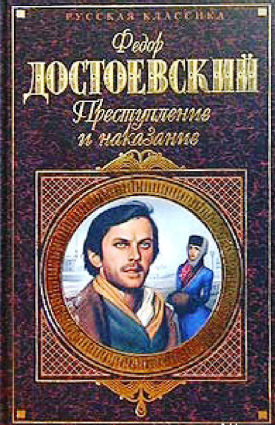 РУССКАЯ КЛАССИКА
Федор
ДОСТОЕВСКИЙ
Преступление
и наказание